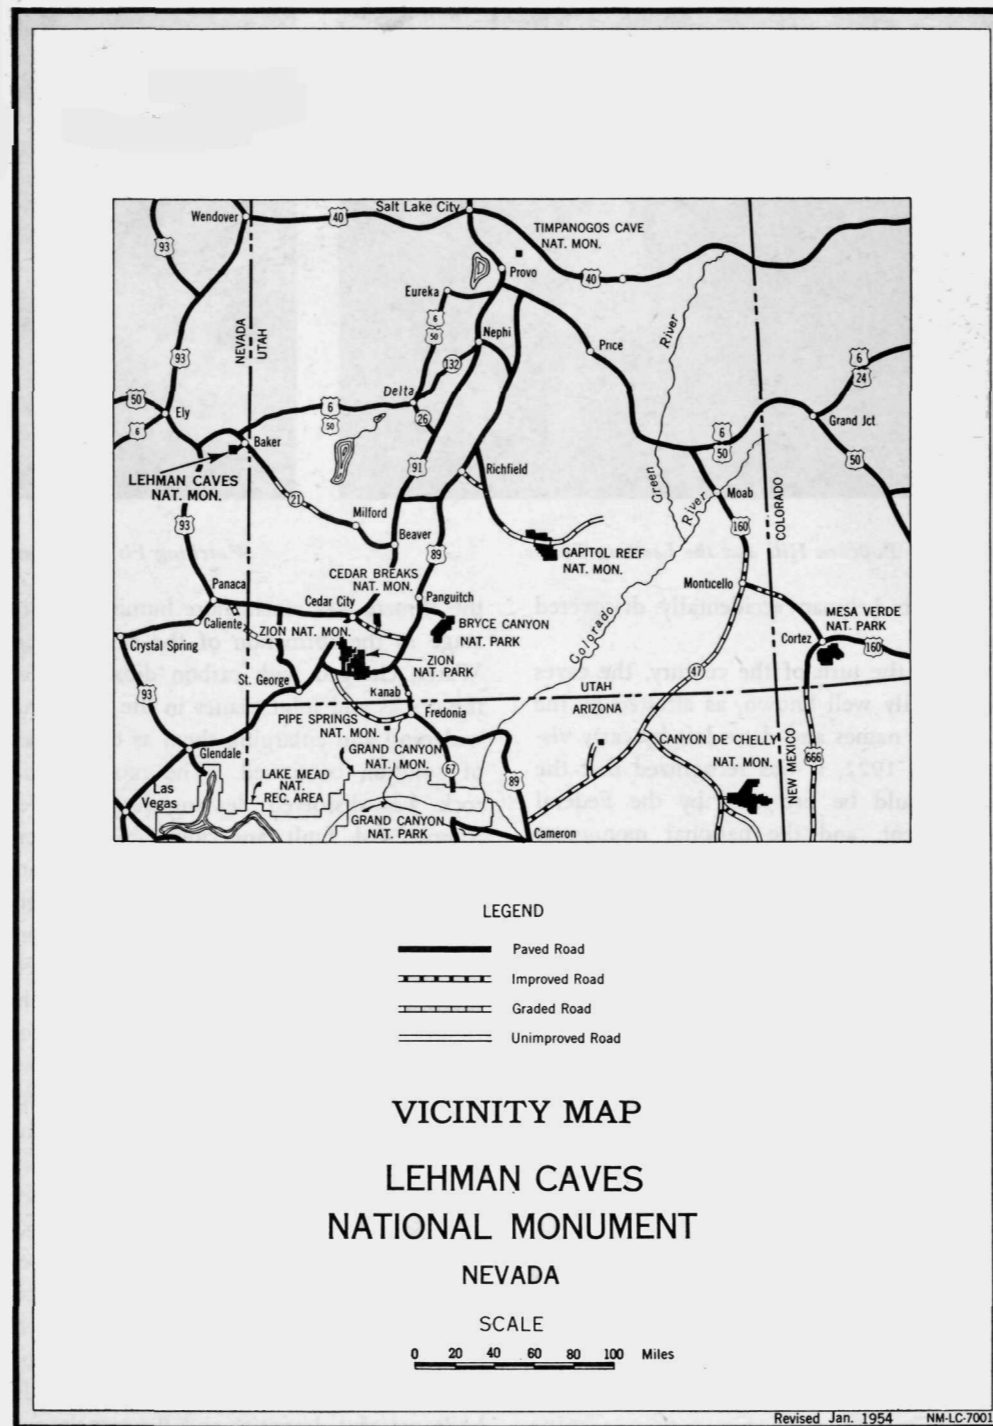 Wendover
Salt Lake City
40
93
TIMPANOGOS CAVE
NAT. MON.
Provo
40
Eureka
6
50
Nephi
River
Price
NEVADA
UTAH
93
132
6
24
50
Delta
6
50
26
Ely
6
Baker
6
50
Grand Jct
LEHMAN CAVES
NAT. MON.
91
Richfield
Green
50
21
Moab
River
COLORADO
Milford
93
Beaver
160
89
CAPITOL REEF
NAT. MON.
CEDAR BREAKS
NAT. MON.
Monticello
Panaca
Cedar City
Panguitch
MESA VERDE
NAT. PARK
Caliente
BRYCE CANYON
NAT. PARK
ZION NAT. MON.
Cortez
160
Crystal Spring
ZION
NAT. PARK
Colorado
47
St. George
Kanab
93
UTAH
ARIZONA
PIPE SPRINGS
NAT. MON.
Fredonia
Glendale
GRAND CANYON
NAT. MON.
CANYON DE CHELLY
NAT. MON.
NEW MEXICO
666
Las
Vegas
LAKE MEAD
NAT.
REC. AREA
67
89
GRAND CANYON
NAT. PARK
Cameron
LEGEND
Paved Road
Improved Road
Graded Road
Unimproved Road
VICINITY MAP
LEHMAN CAVES
NATIONAL MONUMENT
NEVADA
SCALE
0 20 40 60 80 100 Miles
Revised Jan. 1954 NM-LC-7001